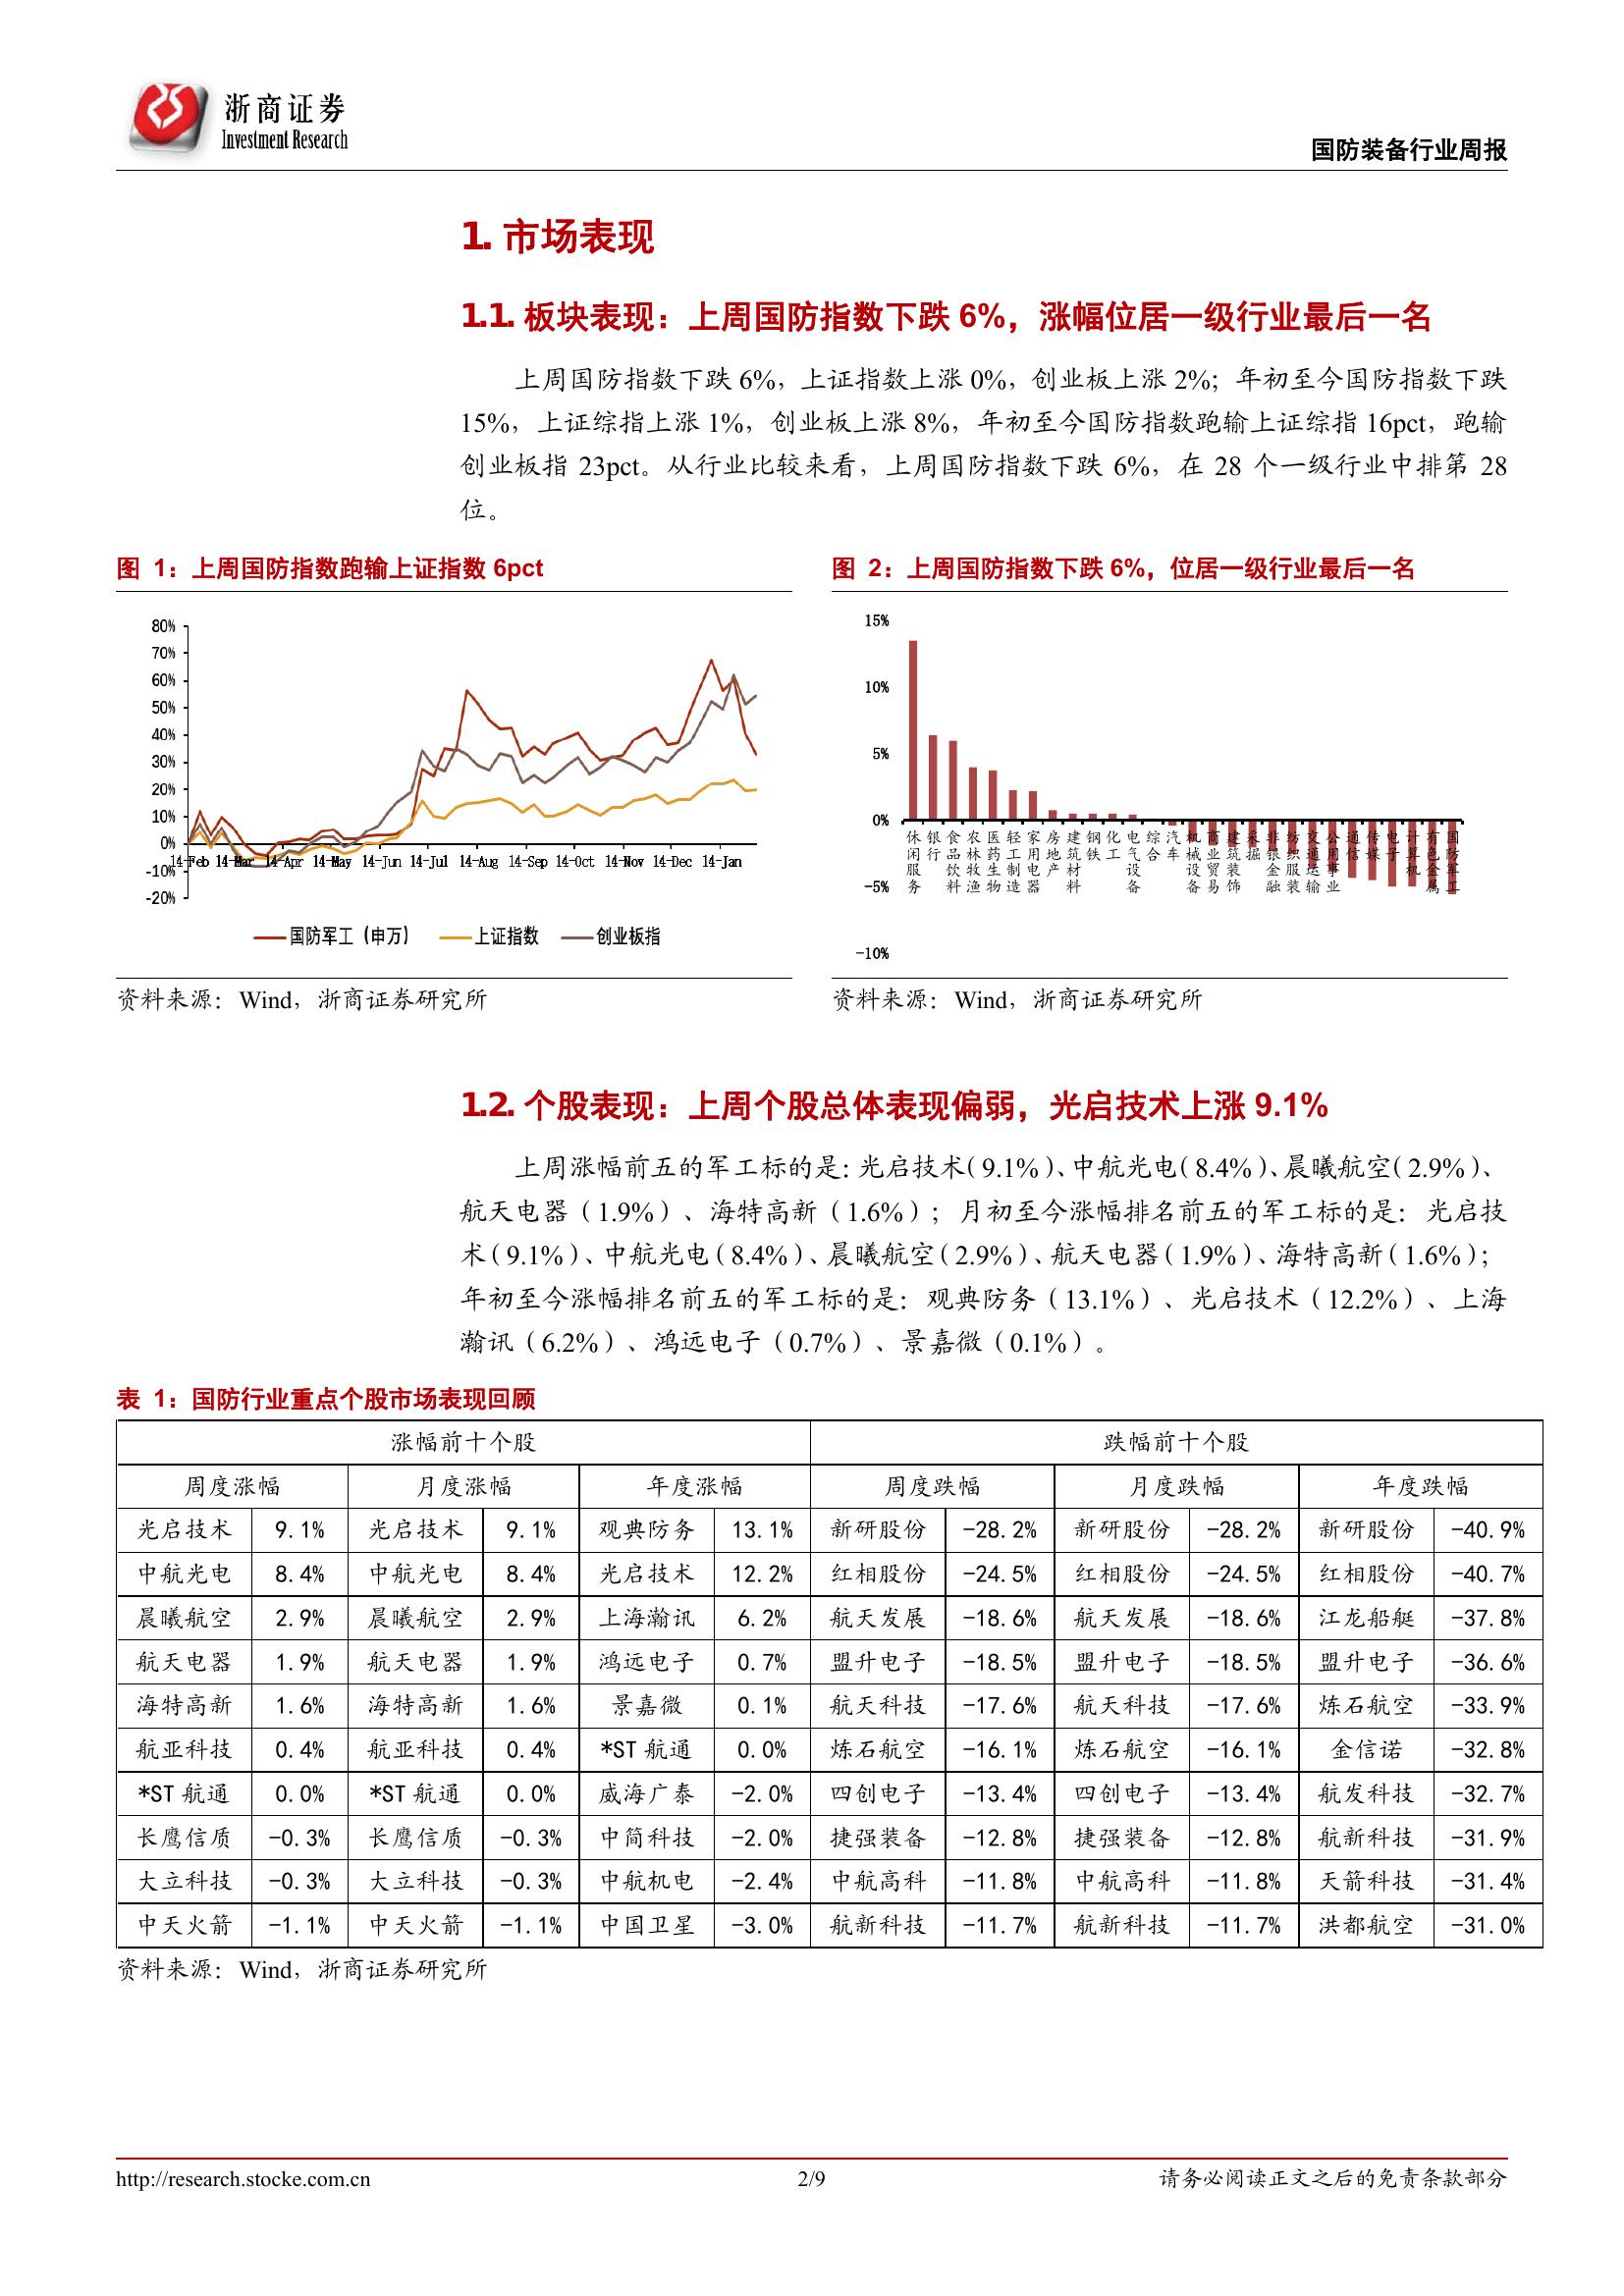 浙商证券
Investment Research
国防装备行业周报
1. 市场表现
1.1. 板块表现：上周国防指数下跌 6%，涨幅位居一级行业最后一名
上周国防指数下跌 6%，上证指数上涨 0%，创业板上涨 2%；年初至今国防指数下跌
15%，上证综指上涨 1%，创业板上涨 8%，年初至今国防指数跑输上证综指 16pct，跑输
创业板指 23pct。从行业比较来看，上周国防指数下跌 6%，在 28 个一级行业中排第 28
位。
图 1：上周国防指数跑输上证指数 6pct
80%
70%
60%
50%
40%
30%
20%
10%
0%
-10%
-20%
14-Feb 14-Mar 14-Apr 14-May 14-Jun 14-Jul 14-Aug 14-Sep 14-Oct 14-Nov 14-Dec 14-Jan
国防军工（申万） 上证指数 创业板指
资料来源：Wind，浙商证券研究所
图 2：上周国防指数下跌 6%，位居一级行业最后一名
15%
10%
5%
0%
-5%
-10%
休闲服务 银行 食品饮料 农林牧渔 医药生物 轻工制造 家用电器 房地产 建筑材料 钢铁 化工 电气设备 综合 汽车 机械设备 商业贸易 建筑装饰 采掘 非银金融 纺织服装 交通运输 公用事业 通信 传媒 电子 计算机 有色金属 国防军工
资料来源：Wind，浙商证券研究所
1.2. 个股表现：上周个股总体表现偏弱，光启技术上涨 9.1%
上周涨幅前五的军工标的是：光启技术（9.1%）、中航光电（8.4%）、晨曦航空（2.9%）、
航天电器（1.9%）、海特高新（1.6%）；月初至今涨幅排名前五的军工标的是：光启技
术（9.1%）、中航光电（8.4%）、晨曦航空（2.9%）、航天电器（1.9%）、海特高新（1.6%）；
年初至今涨幅排名前五的军工标的是：观典防务（13.1%）、光启技术（12.2%）、上海
瀚讯（6.2%）、鸿远电子（0.7%）、景嘉微（0.1%）。
表 1：国防行业重点个股市场表现回顾
涨幅前十个股 跌幅前十个股
周度涨幅 月度涨幅 年度涨幅 周度跌幅 月度跌幅 年度跌幅
光启技术 9.1% 光启技术 9.1% 观典防务 13.1% 新研股份 -28.2% 新研股份 -28.2% 新研股份 -40.9%
中航光电 8.4% 中航光电 8.4% 光启技术 12.2% 红相股份 -24.5% 红相股份 -24.5% 红相股份 -40.7%
晨曦航空 2.9% 晨曦航空 2.9% 上海瀚讯 6.2% 航天发展 -18.6% 航天发展 -18.6% 江龙船艇 -37.8%
航天电器 1.9% 航天电器 1.9% 鸿远电子 0.7% 盟升电子 -18.5% 盟升电子 -18.5% 盟升电子 -36.6%
海特高新 1.6% 海特高新 1.6% 景嘉微 0.1% 航天科技 -17.6% 航天科技 -17.6% 炼石航空 -33.9%
航亚科技 0.4% 航亚科技 0.4% *ST 航通 0.0% 炼石航空 -16.1% 炼石航空 -16.1% 金信诺 -32.8%
*ST 航通 0.0% *ST 航通 0.0% 威海广泰 -2.0% 四创电子 -13.4% 四创电子 -13.4% 航发科技 -32.7%
长鹰信质 -0.3% 长鹰信质 -0.3% 中简科技 -2.0% 捷强装备 -12.8% 捷强装备 -12.8% 航新科技 -31.9%
大立科技 -0.3% 大立科技 -0.3% 中航机电 -2.4% 中航高科 -11.8% 中航高科 -11.8% 天箭科技 -31.4%
中天火箭 -1.1% 中天火箭 -1.1% 中国卫星 -3.0% 航新科技 -11.7% 航新科技 -11.7% 洪都航空 -31.0%
资料来源：Wind，浙商证券研究所
http://research.stocke.com.cn 2/9 请务必阅读正文之后的免责条款部分